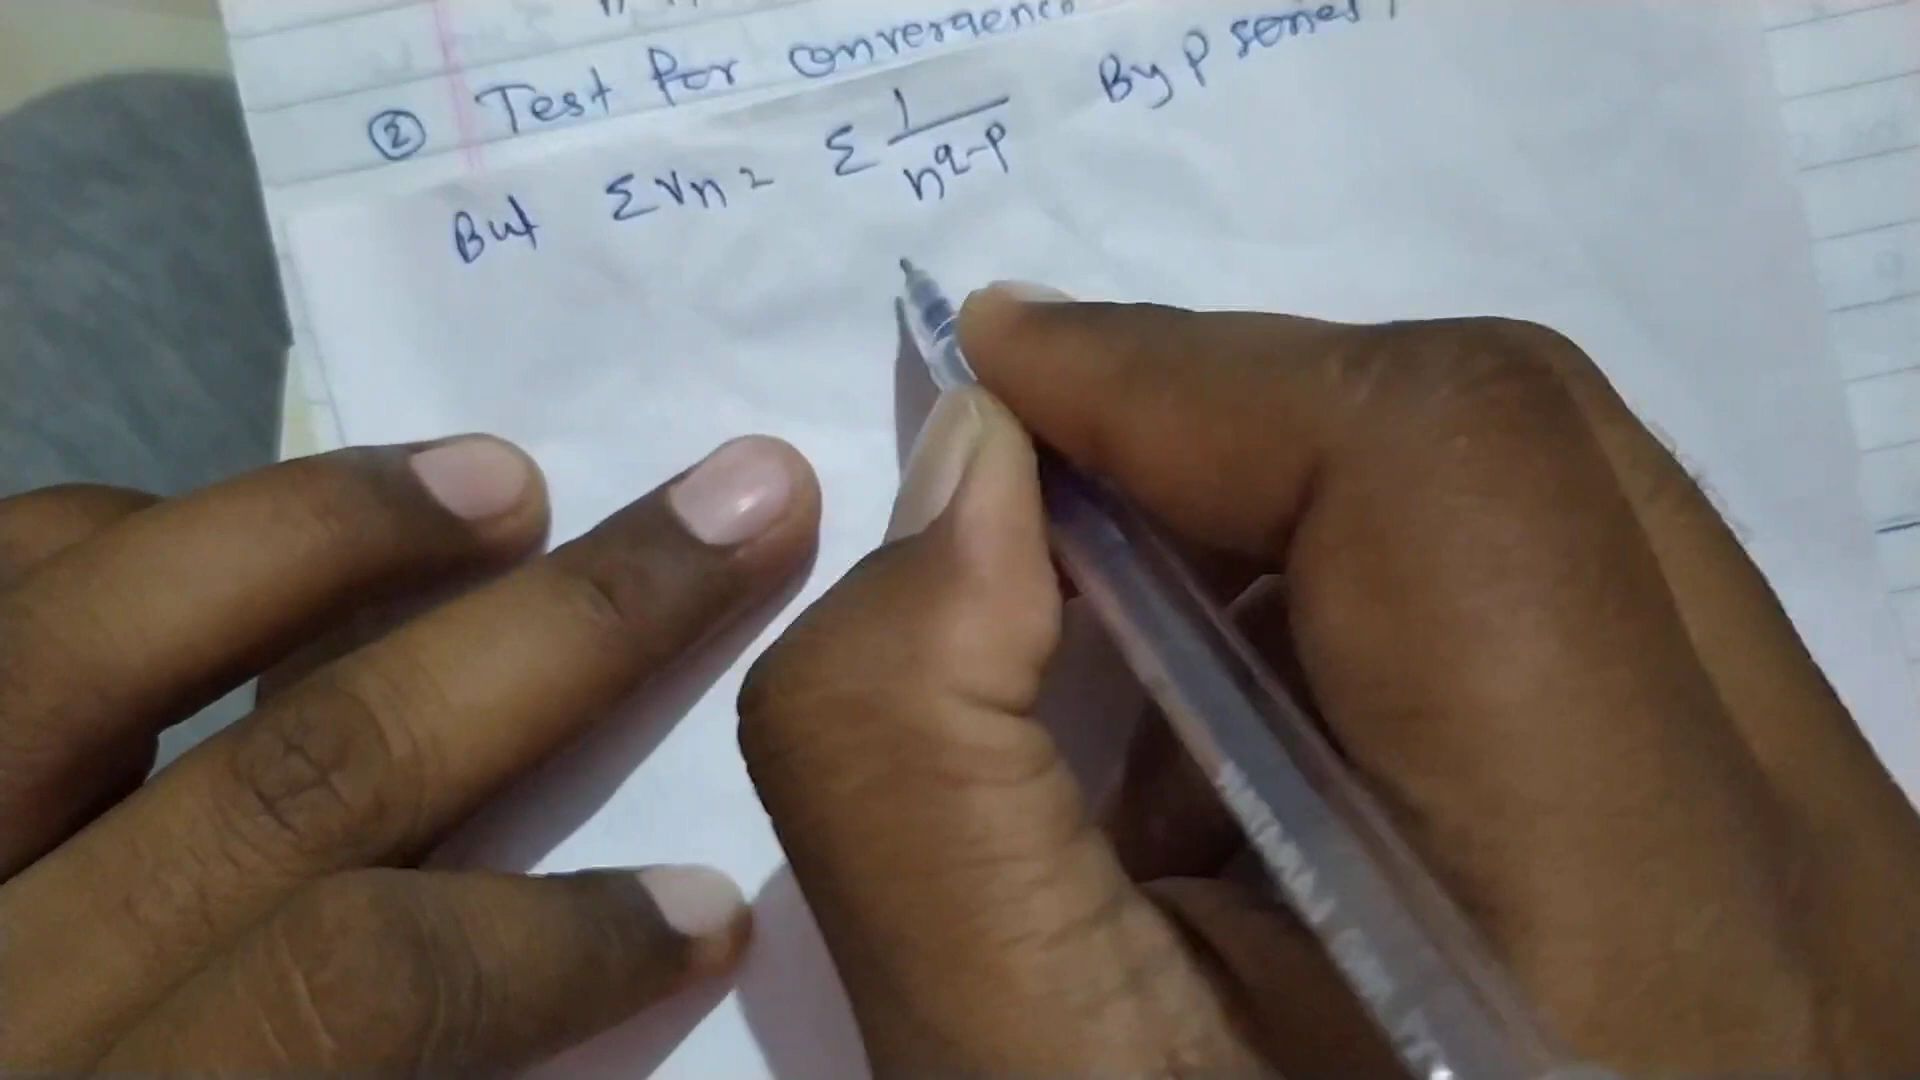 ② Test for convergence
But Σvn = Σ 1/n^q-p By p series,